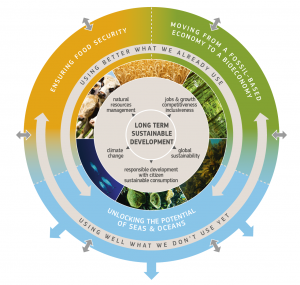 ENSURING FOOD SECURITY
MOVING FROM A FOSSIL-BASED
ECONOMY TO A BIOECONOMY
USING BETTER WHAT WE ALREADY USE
natural
resources
management
jobs & growth
competitiveness
inclusiveness
LONG TERM
SUSTAINABLE
DEVELOPMENT
climate
change
global
sustainability
responsible development
with citizen
sustainable consumption
UNLOCKING THE POTENTIAL
OF SEAS & OCEANS
USING WELL WHAT WE DON'T USE YET